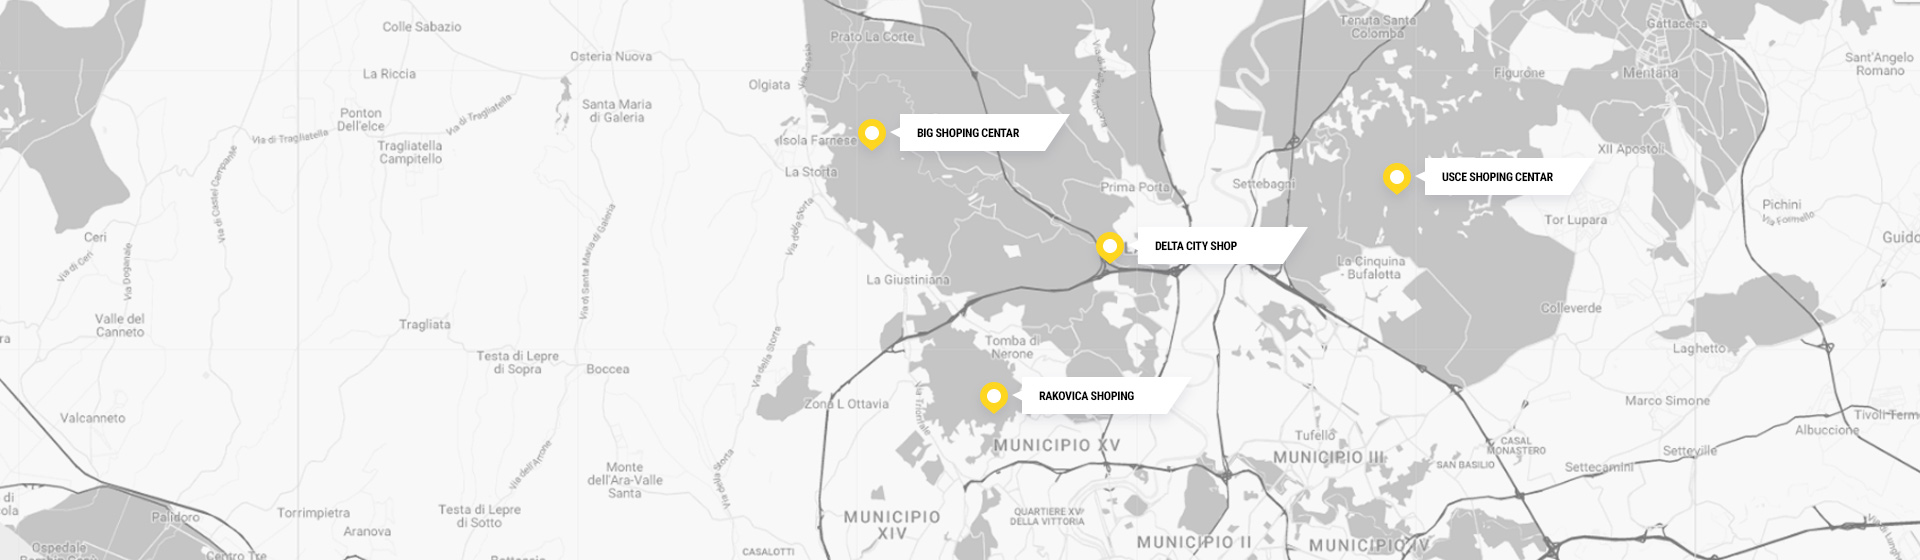 Colle Sabazio
Prato La Corte
Tenuta Santa
Colomba
Gattaceca
Osteria Nuova
Sant'Angelo
Romano
La Riccia
Olgiata
Via Cassia
Figurone
Mentana
Ponton
Dell'elce
Via di Tragliatella
Santa Maria
di Galeria
Via di Tragliatella
BIG SHOPING CENTAR
Isola Farnese
Tragliatella
Campitello
XII Apostoli
La Storta
Via di Castel Campanile
Prima Porta
Settebagni
USCE SHOPING CENTAR
Pichini
Via Formello
Tor Lupara
Ceri
Via di Ceri
Via Doganale
Via di Santa Maria di Galeria
Via della Storta
DELTA CITY SHOP
Guido
La Cinquina
- Bufalotta
La Giustiniana
Colleverde
Valle del
Canneto
Tragliata
ra
Tomba di
Nerone
Laghetto
Testa di Lepre
di Sopra
Boccea
Via della Storta
RAKOVICA SHOPING
Via Trionfale
Zona L Ottavia
Marco Simone
Valcanneto
Tivoli Terme
Albuccione
MUNICIPIO XV
Tufello
MUNICIPIO III
CASAL
MONASTERO
SAN BASILIO
Setteville
Settecamini
Via dell'Arrone
Via della Storta
Monte
dell'Ara-Valle
Santa
di
ola
Palidoro
Torrimpietra
Aranova
Testa di Lepre
di Sotto
MUNICIPIO
XIV
QUARTIERE XV
DELLA VITTORIA
MUNICIPIO II
MUNICIPIO IV
CASALOTTI
Ospedale
Centro Tre